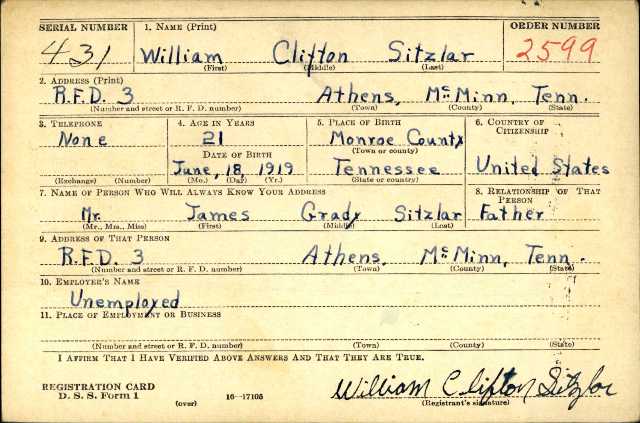 SERIAL NUMBER 1. NAME (Print) ORDER NUMBER
431 William Clifton Sitzlar 2599
(First) (Middle) (Last)
2. ADDRESS (Print)
R.F.D. 3 Athens, McMinn, Tenn.
(Number and street or R. F. D. number) (Town) (County) (State)
3. TELEPHONE 4. AGE IN YEARS 5. PLACE OF BIRTH 6. COUNTRY OF CITIZENSHIP
None 21 Monroe County
DATE OF BIRTH (Town or county)
June, 18, 1919 Tennessee United States
(Exchange) (Number) (Mo.) (Day) (Yr.) (State or country)
7. NAME OF PERSON WHO WILL ALWAYS KNOW YOUR ADDRESS 8. RELATIONSHIP OF THAT PERSON
Mr. James Grady Sitzlar Father
(Mr., Mrs., Miss) (First) (Middle) (Last)
9. ADDRESS OF THAT PERSON
R.F.D. 3 Athens, McMinn, Tenn.
(Number and street or R. F. D. number) (Town) (County) (State)
10. EMPLOYER'S NAME
Unemployed
11. PLACE OF EMPLOYMENT OR BUSINESS
(Number and street or R. F. D. number) (Town) (County) (State)
I AFFIRM THAT I HAVE VERIFIED ABOVE ANSWERS AND THAT THEY ARE TRUE.
REGISTRATION CARD William Clifton Sitzlar
D. S. S. Form 1 (over) 16—17105 (Registrant's signature)